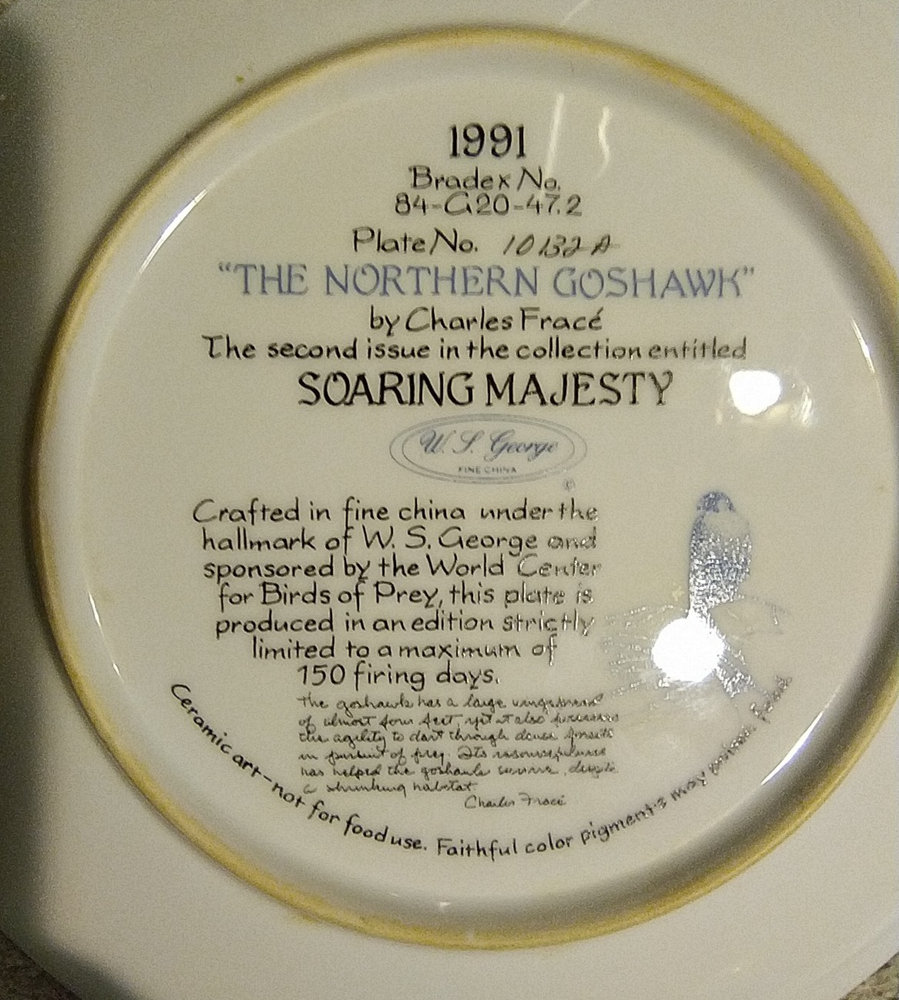 1991
Bradex No.
84-G20-47.2
Plate No. 10132 A
"THE NORTHERN GOSHAWK"
by Charles Fracé
The second issue in the collection entitled
SOARING MAJESTY
W. S. George
FINE CHINA
®
Crafted in fine china under the
hallmark of W. S. George and
sponsored by the World Center
for Birds of Prey, this plate is
produced in an edition strictly
limited to a maximum of
150 firing days.
The goshawk has a large wingspread
of almost four feet, yet it also possesses
the agility to dart through dense forests
in pursuit of prey. Its resourcefulness
has helped the goshawk survive, despite
a shrinking habitat.
Charles Fracé
Ceramic art–not for food use. Faithful color pigments may poison food.